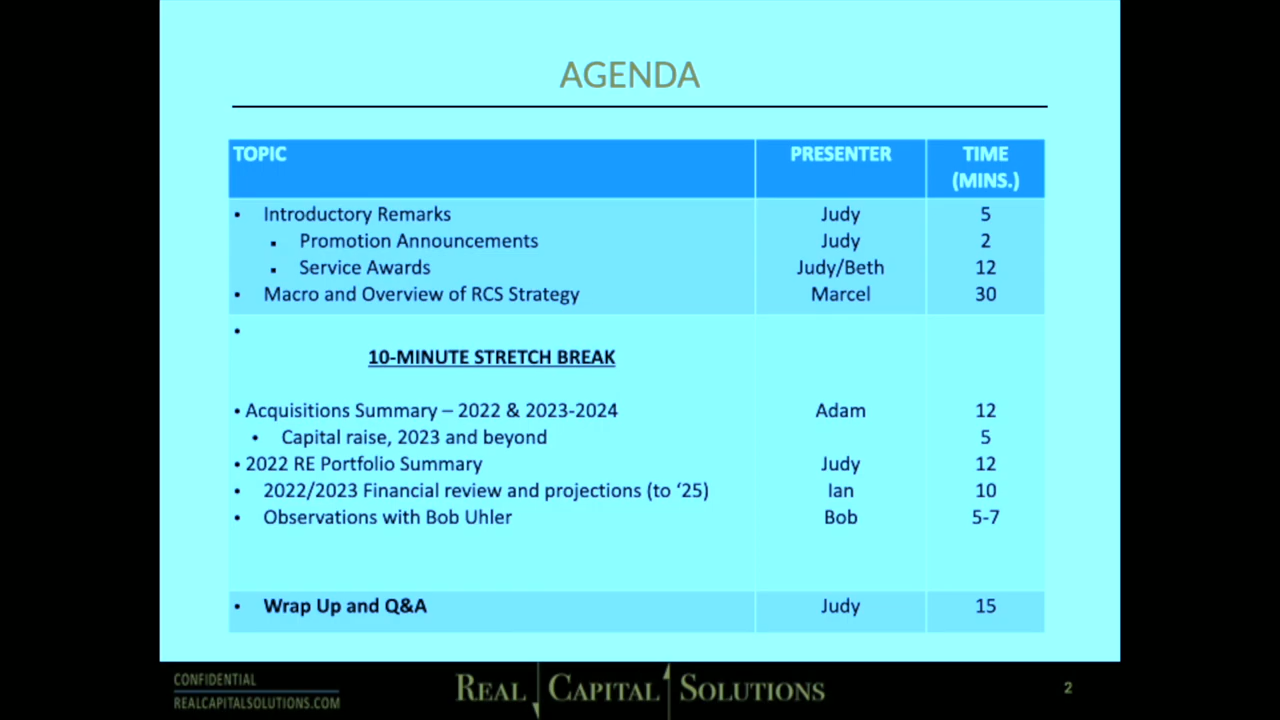 AGENDA
TOPIC PRESENTER TIME (MINS.)
• Introductory Remarks Judy 5
▪ Promotion Announcements Judy 2
▪ Service Awards Judy/Beth 12
• Macro and Overview of RCS Strategy Marcel 30
•
10-MINUTE STRETCH BREAK
• Acquisitions Summary – 2022 & 2023-2024 Adam 12
• Capital raise, 2023 and beyond 5
• 2022 RE Portfolio Summary Judy 12
• 2022/2023 Financial review and projections (to ‘25) Ian 10
• Observations with Bob Uhler Bob 5-7
• Wrap Up and Q&A Judy 15
CONFIDENTIAL
REALCAPITALSOLUTIONS.COM
REAL CAPITAL SOLUTIONS
2